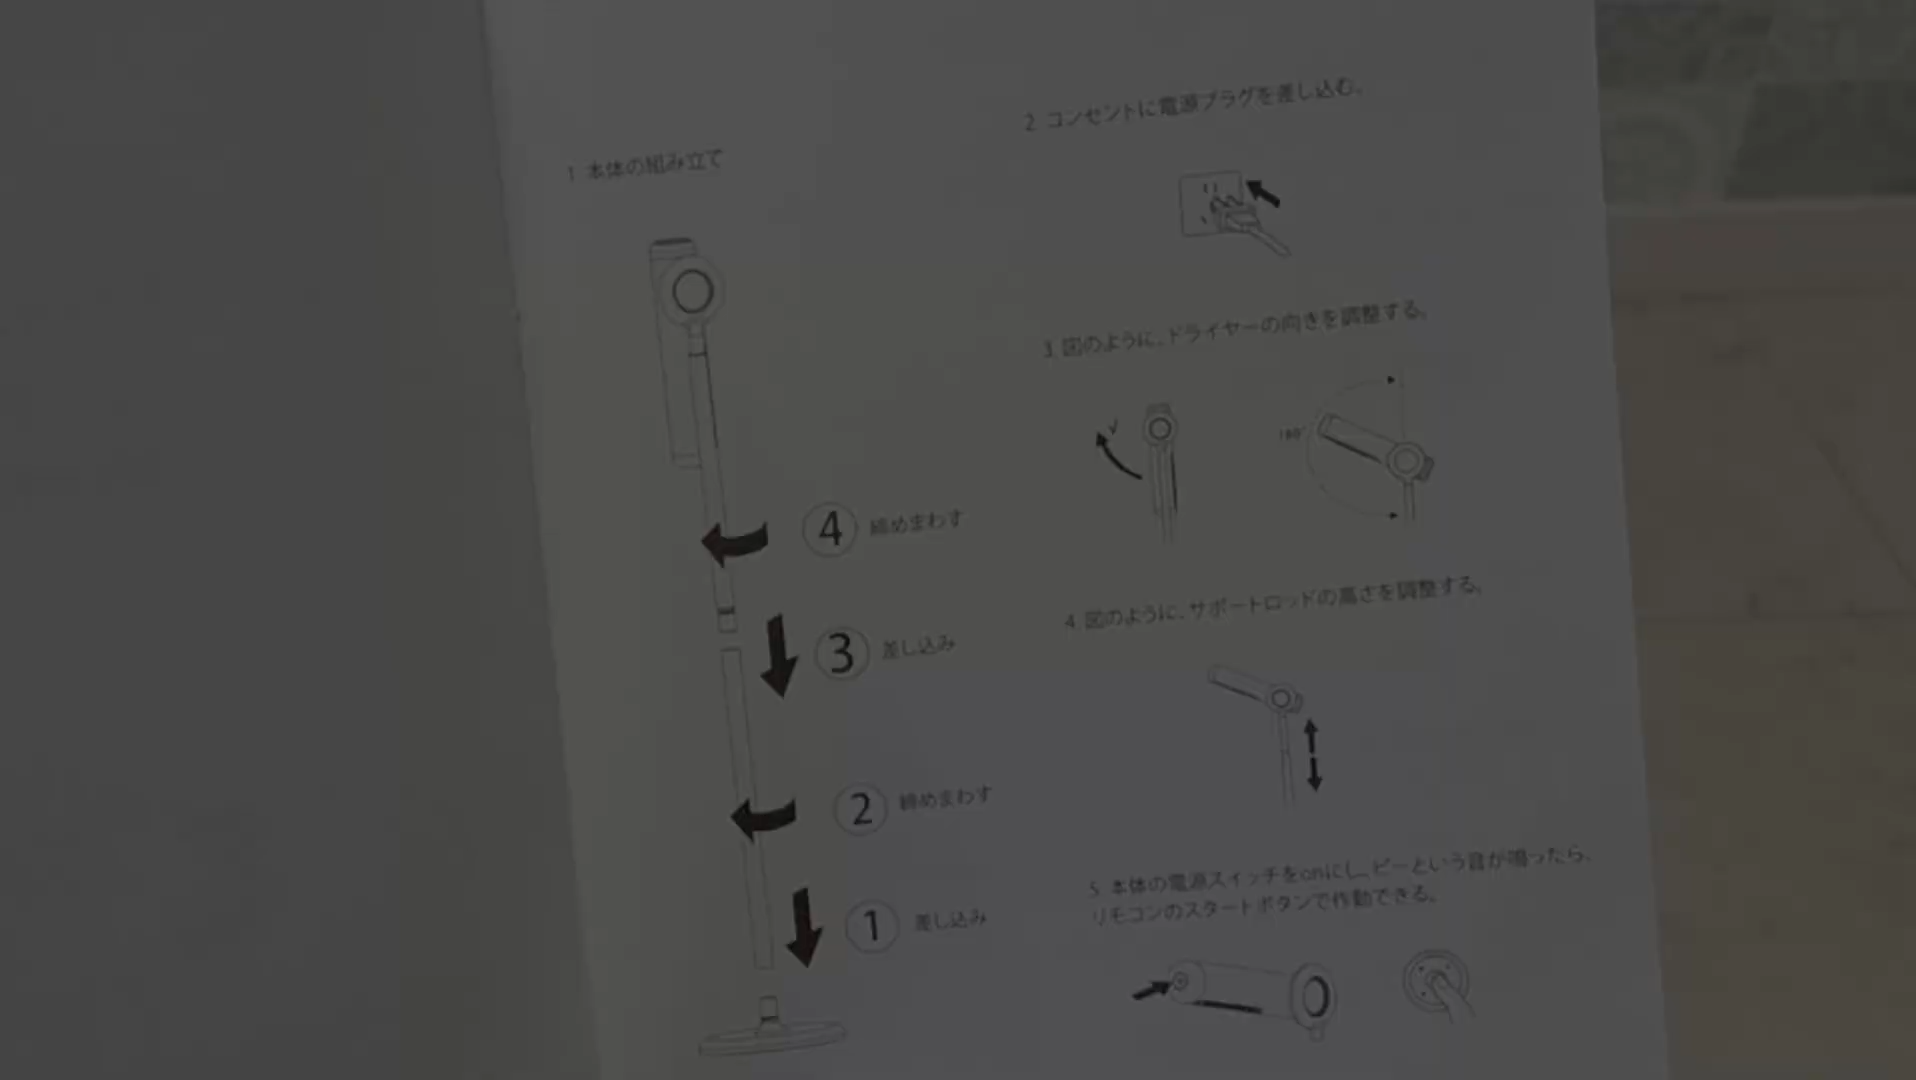 1 本体の組み立て
④ 締めまわす
③ 差し込み
② 締めまわす
① 差し込み
2. コンセントに電源プラグを差し込む。
3. 図のように、ドライヤーの向きを調整する。
180°
4. 図のように、サポートロッドの高さを調整する。
5. 本体の電源スイッチをonにし、ピーという音が鳴ったら、
リモコンのスタートボタンで作動できる。